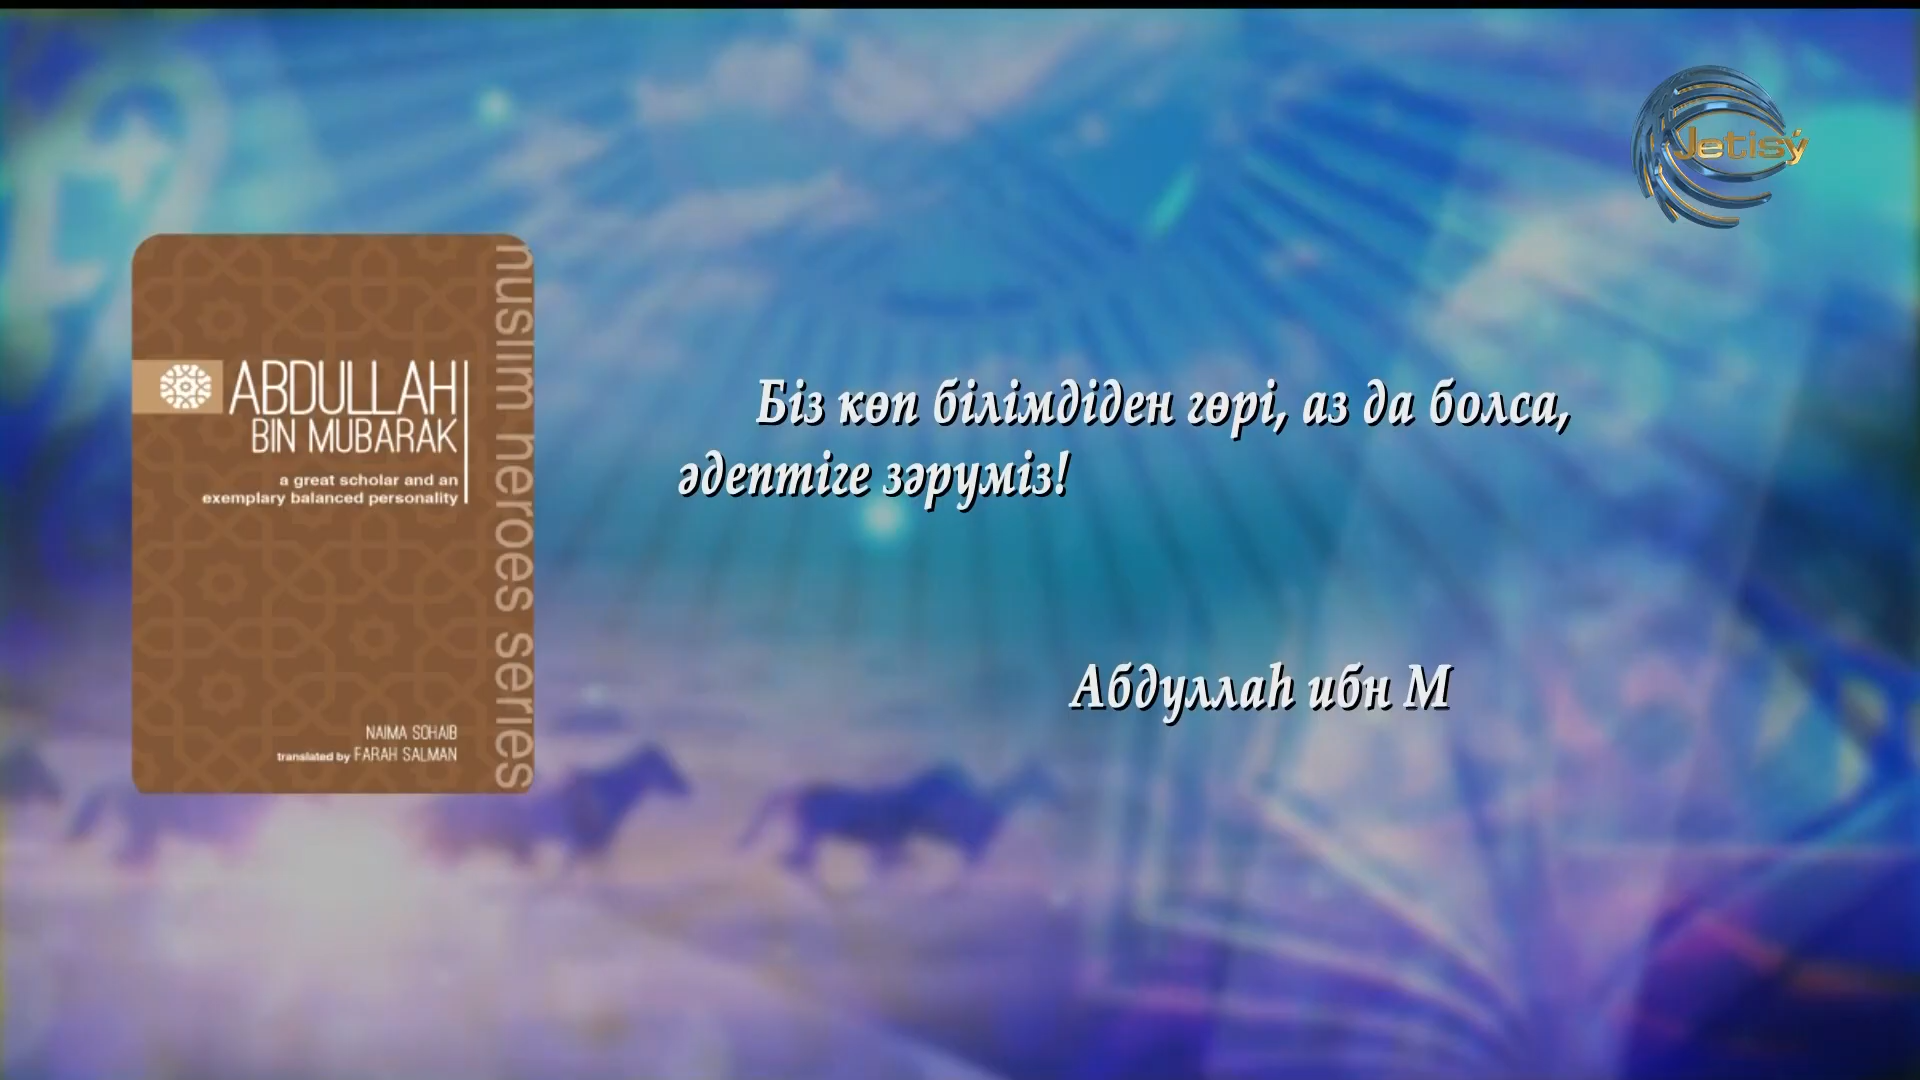 Jetisý
muslim heroes series
ABDULLAH
BIN MUBARAK
a great scholar and an
exemplary balanced personality
NAIMA SOHAIB
translated by FARAH SALMAN
Біз көп білімдіден гөрі, аз да болса,
әдептіге зәруміз!
Абдуллаһ ибн М